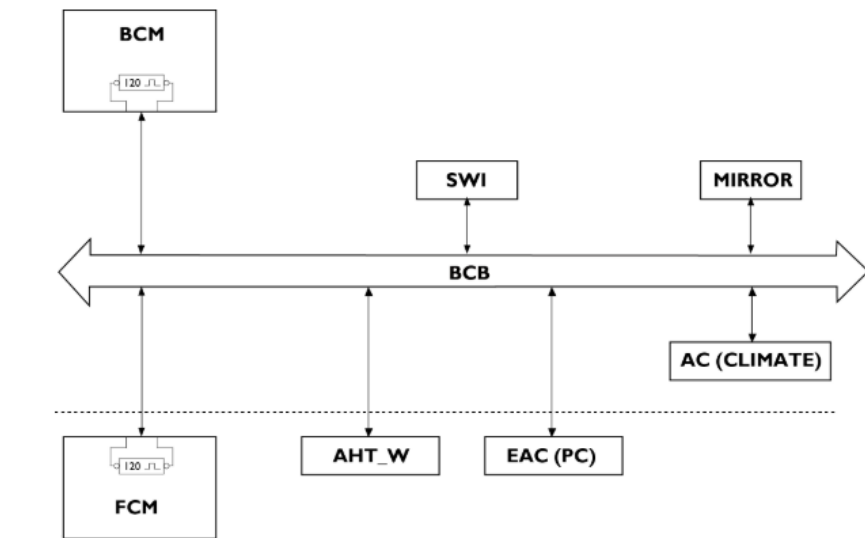 BCM
120
SWI
MIRROR
BCB
AC (CLIMATE)
120
AHT_W
EAC (PC)
FCM